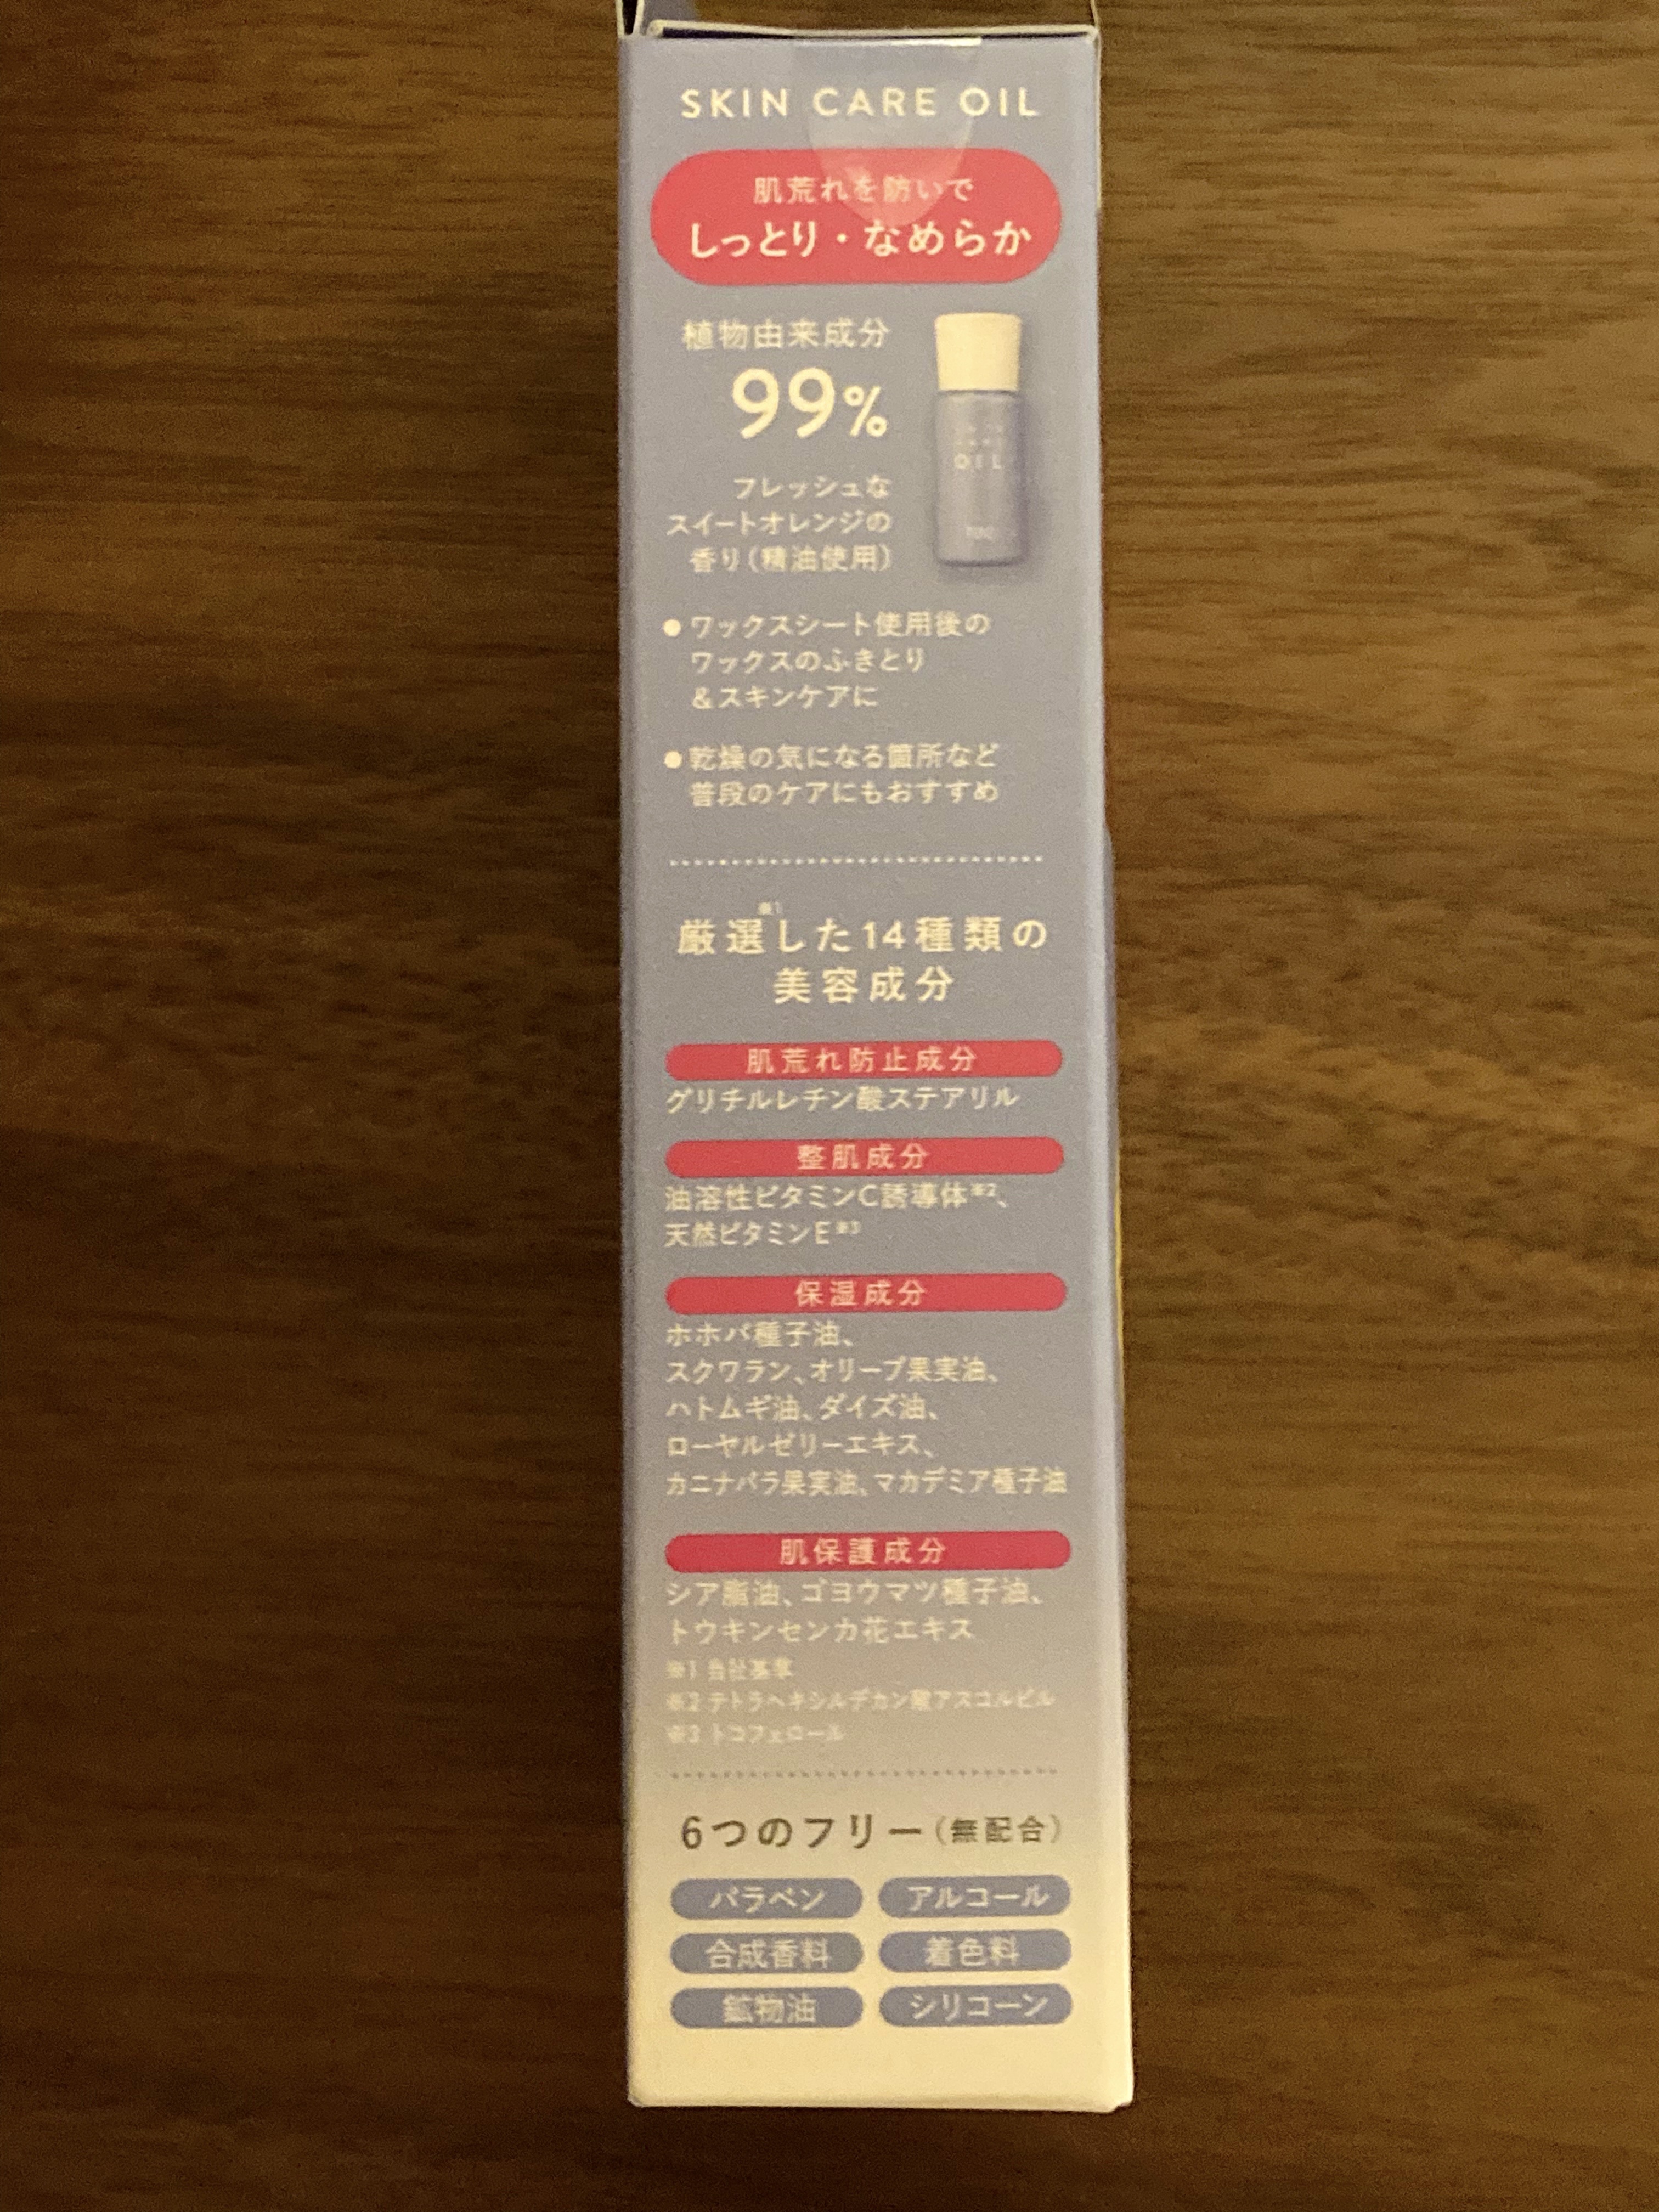 SKIN CARE OIL
肌荒れを防いで
しっとり・なめらか
植物由来成分
99%
フレッシュな
スイートオレンジの
香り（精油使用）
OIL
●ワックスシート使用後の
ワックスのふきとり
＆スキンケアに
●乾燥の気になる箇所など
普段のケアにもおすすめ
※1
厳選した14種類の
美容成分
肌荒れ防止成分
グリチルレチン酸ステアリル
整肌成分
油溶性ビタミンC誘導体※2、
天然ビタミンE※3
保湿成分
ホホバ種子油、
スクワラン、オリーブ果実油、
ハトムギ油、ダイズ油、
ローヤルゼリーエキス、
カニナバラ果実油、マカデミア種子油
肌保護成分
シア脂油、ゴヨウマツ種子油、
トウキンセンカ花エキス
※1 当社基準
※2 テトラヘキシルデカン酸アスコルビル
※3 トコフェロール
6つのフリー（無配合）
パラベン アルコール
合成香料 着色料
鉱物油 シリコーン